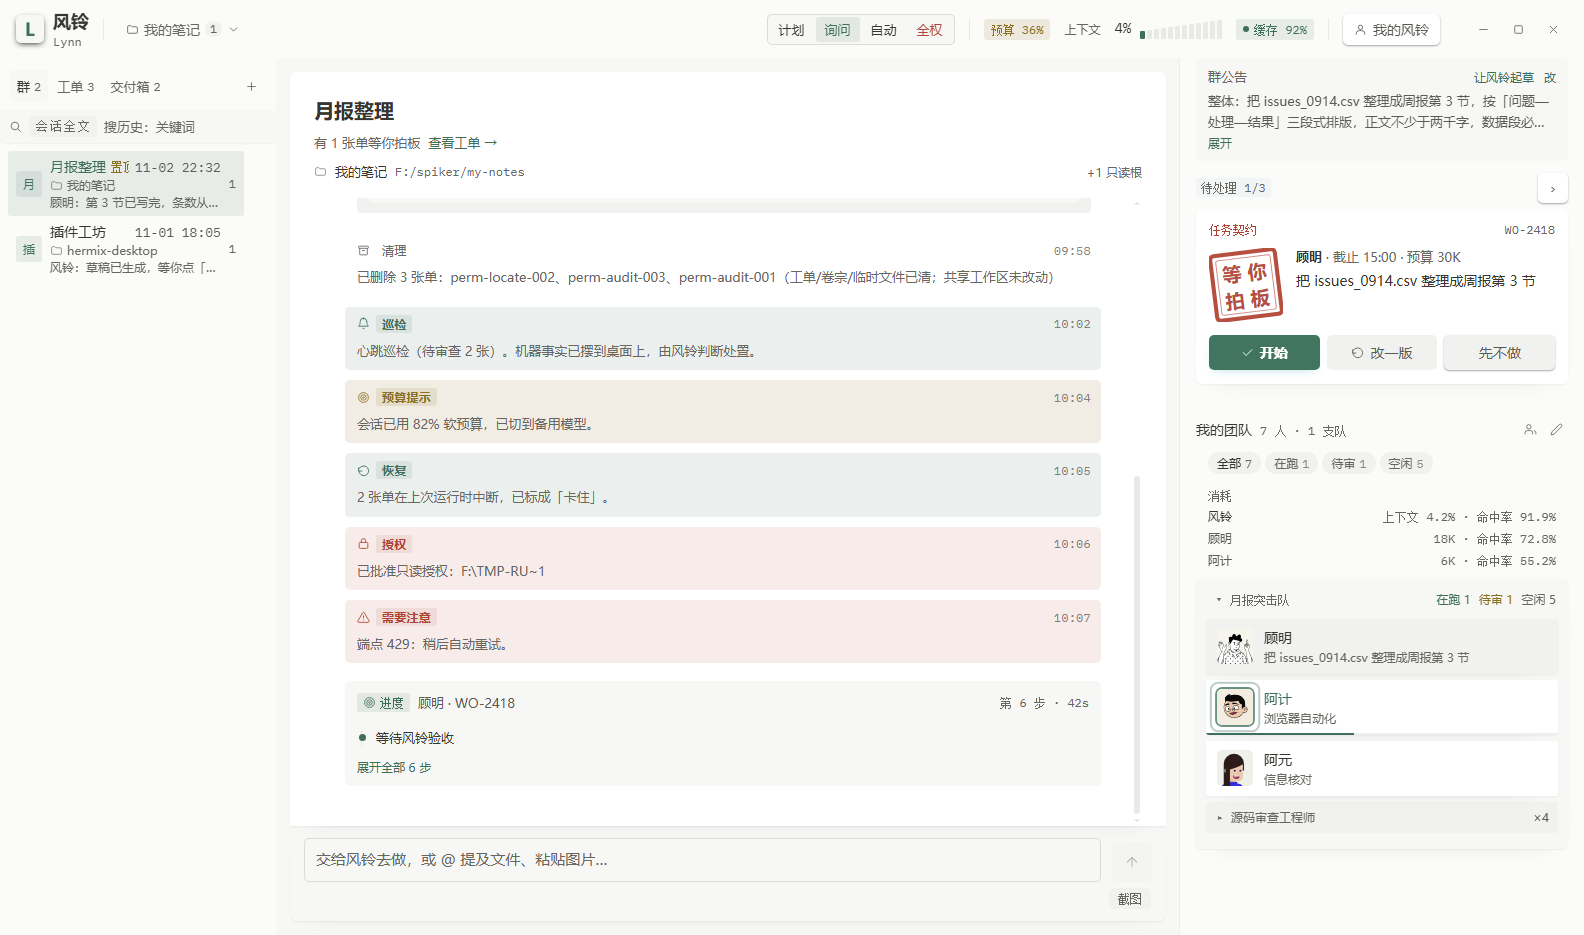 L 风铃
Lynn
我的笔记 1
计划 询问 自动 全权
预算 36%
上下文 4%
缓存 92%
我的风铃
群 2 工单 3 交付箱 2 +
会话全文 搜历史：关键词
月 月报整理 11-02 22:32
我的笔记 1
顾明：第 3 节已写完，条数从...
插 插件工坊 11-01 18:05
hermix-desktop 1
风铃：草稿已生成，等你点「...
月报整理
有 1 张单等你拍板 查看工单 →
我的笔记 F:/spiker/my-notes +1 只读根
清理 09:58
已删除 3 张单：perm-locate-002、perm-audit-003、perm-audit-001（工单/卷宗/临时文件已清；共享工作区未改动）
巡检 10:02
心跳巡检（待审查 2 张）。机器事实已摆到桌面上，由风铃判断处置。
预算提示 10:04
会话已用 82% 软预算，已切到备用模型。
恢复 10:05
2 张单在上次运行时中断，已标成「卡住」。
授权 10:06
已批准只读授权：F:\TMP-RU~1
需要注意 10:07
端点 429：稍后自动重试。
进度 顾明 · WO-2418 第 6 步 · 42s
等待风铃验收
展开全部 6 步
交给风铃去做，或 @ 提及文件、粘贴图片...
截图
群公告 让风铃起草 改
整体：把 issues_0914.csv 整理成周报第 3 节，按「问题—
处理—结果」三段式排版，正文不少于两千字，数据段必...
展开
待处理 1/3
任务契约 WO-2418
等你
拍板
顾明 · 截止 15:00 · 预算 30K
把 issues_0914.csv 整理成周报第 3 节
开始 改一版 先不做
我的团队 7 人 · 1 支队
全部 7 在跑 1 待审 1 空闲 5
消耗
风铃 上下文 4.2% · 命中率 91.9%
顾明 18K · 命中率 72.8%
阿计 6K · 命中率 55.2%
月报突击队 在跑 1 待审 1 空闲 5
顾明
把 issues_0914.csv 整理成周报第 3 节
阿计
浏览器自动化
阿元
信息核对
源码审查工程师 ×4